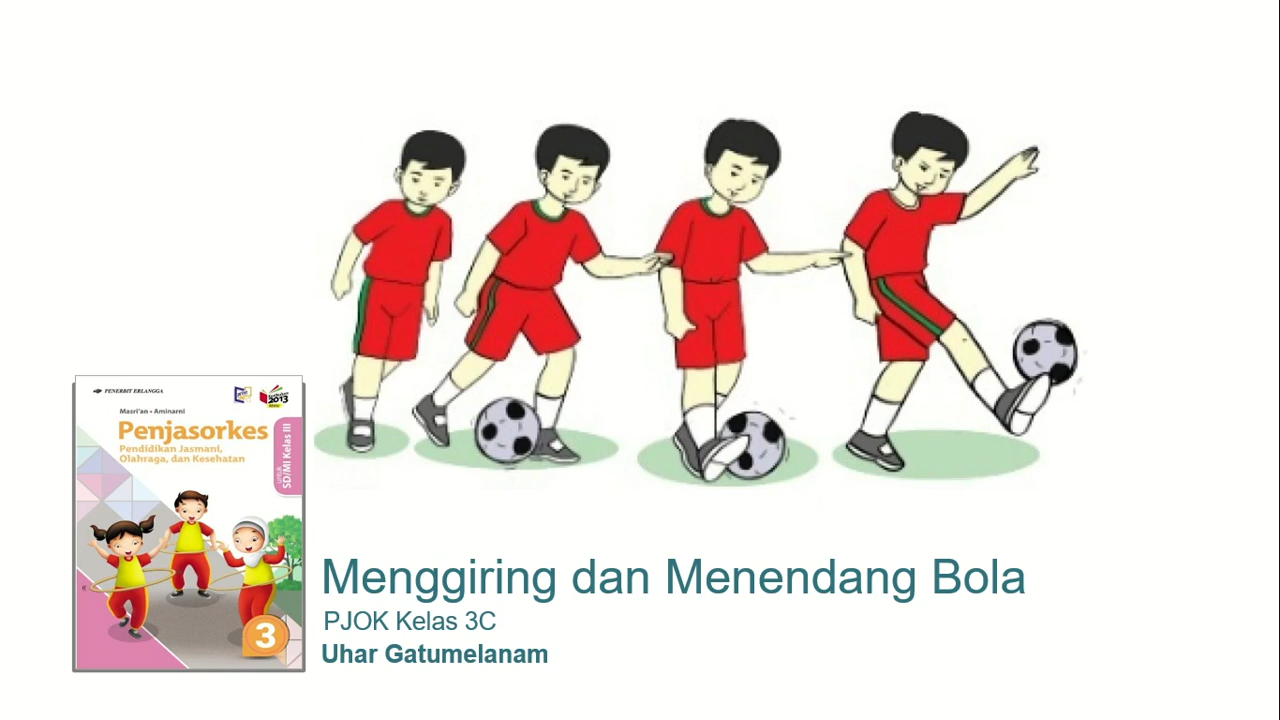 PENERBIT ERLANGGA
2013
Masri'an • Aminarni
Penjasorkes
Pendidikan Jasmani,
Olahraga, dan Kesehatan
untuk
SD/MI Kelas III
3
Menggiring dan Menendang Bola
PJOK Kelas 3C
Uhar Gatumelanam